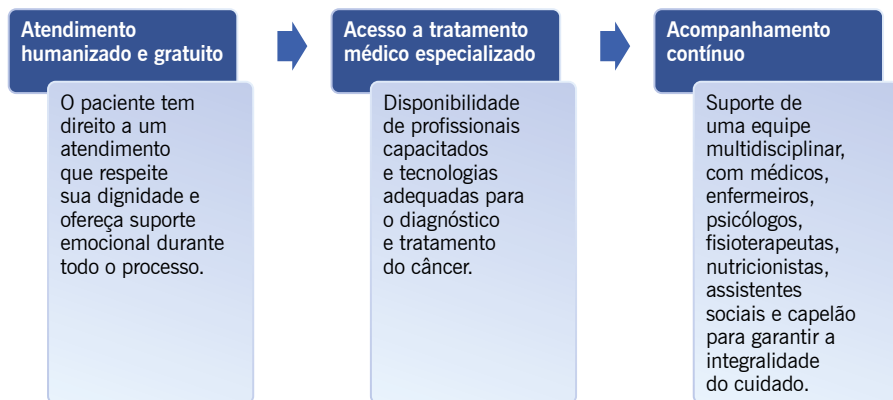 Atendimento
humanizado e gratuito
O paciente tem
direito a um
atendimento
que respeite
sua dignidade e
ofereça suporte
emocional durante
todo o processo.
Acesso a tratamento
médico especializado
Disponibilidade
de profissionais
capacitados
e tecnologias
adequadas para
o diagnóstico
e tratamento
do câncer.
Acompanhamento
contínuo
Suporte de
uma equipe
multidisciplinar,
com médicos,
enfermeiros,
psicólogos,
fisioterapeutas,
nutricionistas,
assistentes
sociais e capelão
para garantir a
integralidade
do cuidado.